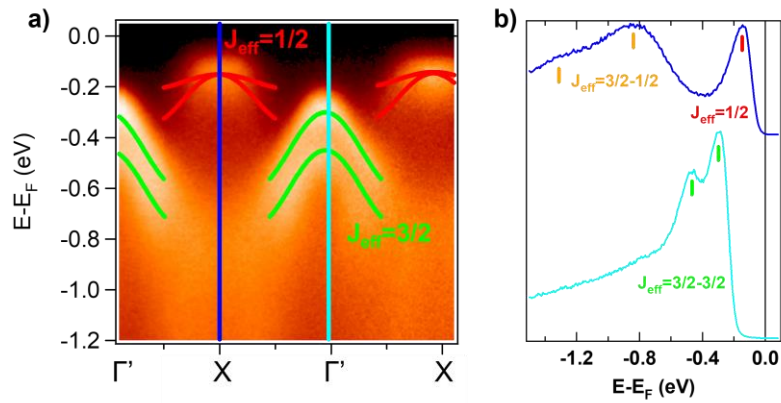 a)
b)
J_eff=1/2
J_eff=3/2
E-E_F (eV)
0.0
-0.2
-0.4
-0.6
-0.8
-1.0
-1.2
Γ' X Γ' X
J_eff=3/2-1/2
J_eff=1/2
J_eff=3/2-3/2
-1.2 -0.8 -0.4 0.0
E-E_F (eV)